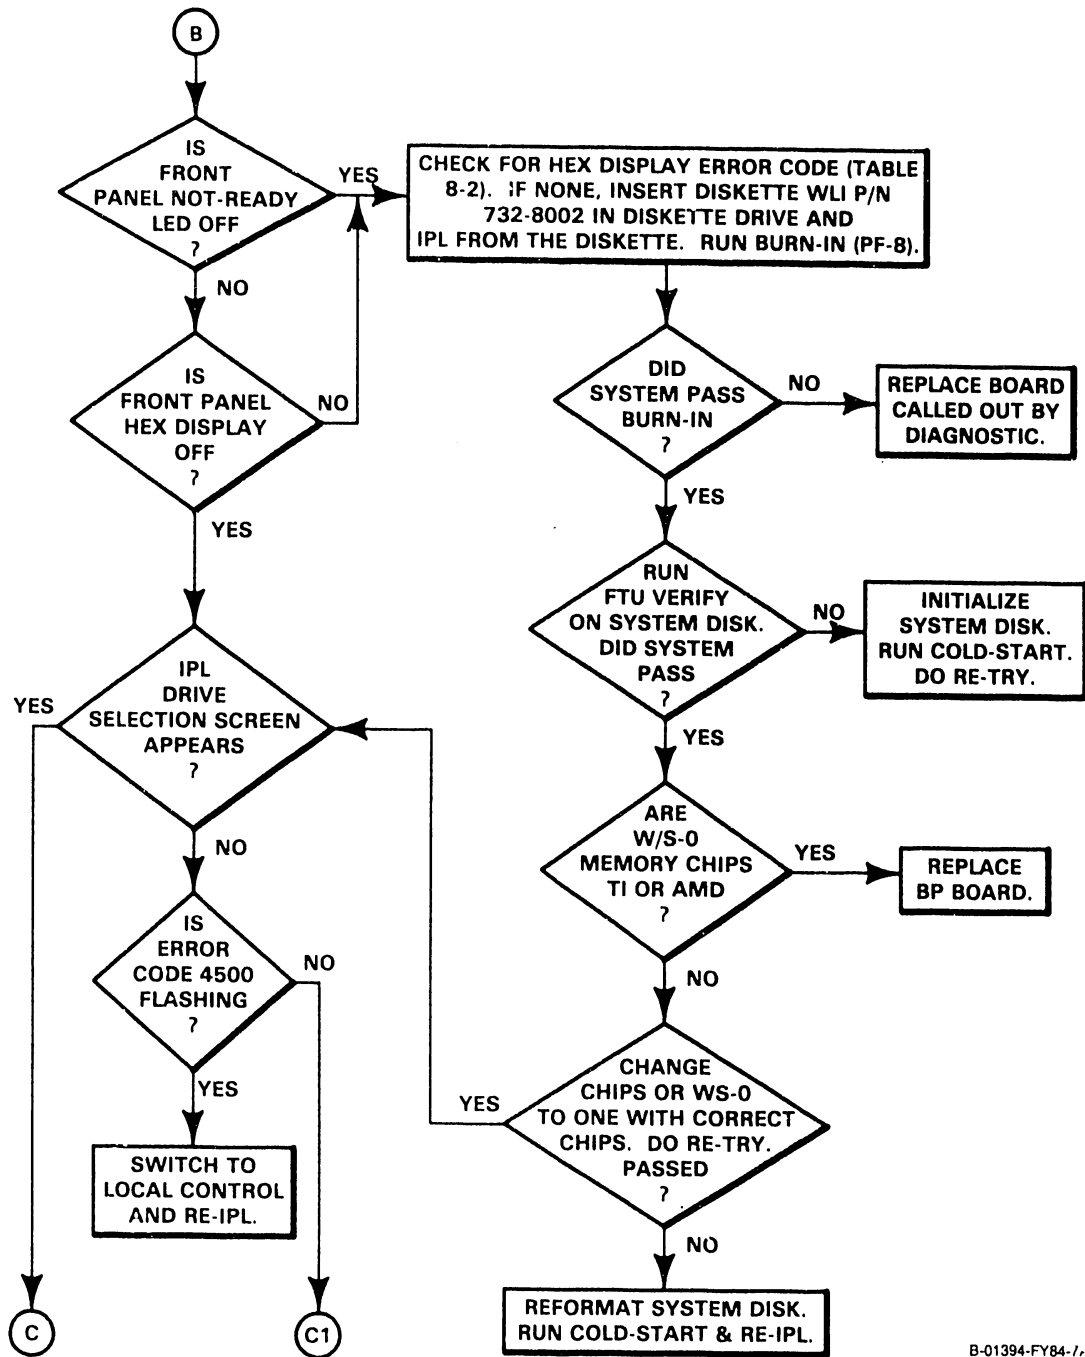 B
IS
FRONT
PANEL NOT-READY
LED OFF
?
YES
NO
CHECK FOR HEX DISPLAY ERROR CODE (TABLE
8-2). IF NONE, INSERT DISKETTE WLI P/N
732-8002 IN DISKETTE DRIVE AND
IPL FROM THE DISKETTE. RUN BURN-IN (PF-8).
IS
FRONT PANEL
HEX DISPLAY
OFF
?
NO
YES
DID
SYSTEM PASS
BURN-IN
?
NO
YES
REPLACE BOARD
CALLED OUT BY
DIAGNOSTIC.
RUN
FTU VERIFY
ON SYSTEM DISK.
DID SYSTEM
PASS
?
NO
YES
INITIALIZE
SYSTEM DISK.
RUN COLD-START.
DO RE-TRY.
IPL
DRIVE
SELECTION SCREEN
APPEARS
?
YES
NO
ARE
W/S-0
MEMORY CHIPS
TI OR AMD
?
YES
NO
REPLACE
BP BOARD.
IS
ERROR
CODE 4500
FLASHING
?
NO
YES
SWITCH TO
LOCAL CONTROL
AND RE-IPL.
CHANGE
CHIPS OR WS-0
TO ONE WITH CORRECT
CHIPS. DO RE-TRY.
PASSED
?
YES
NO
REFORMAT SYSTEM DISK.
RUN COLD-START & RE-IPL.
C
C1